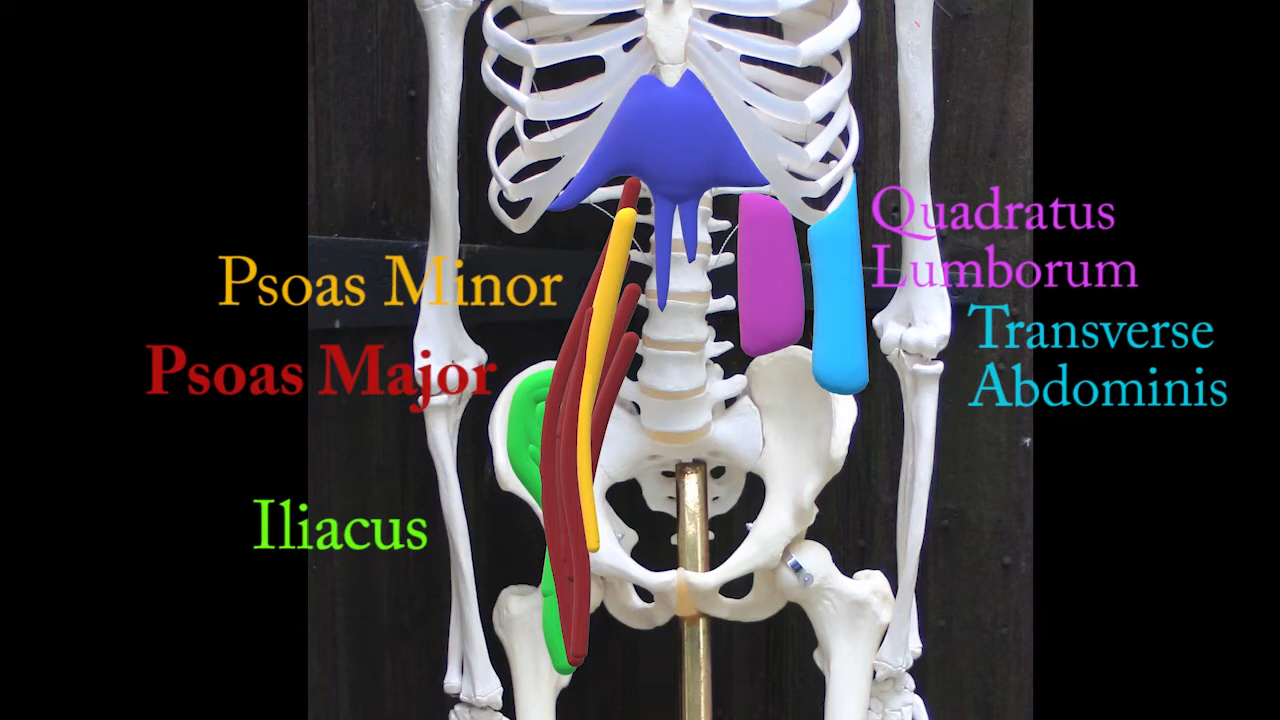 Quadratus
Lumborum
Psoas Minor
Transverse
Abdominis
Psoas Major
Iliacus